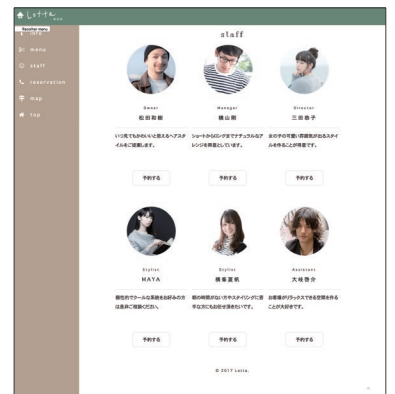 Lotta
Recolher menu
info
menu
staff
reservation
map
top
staff
Owner
松田和樹
いつ見てもかわいいと思えるヘアスタ
イルをご提案します。
予約する
Manager
横山剛
ショートからロングまでナチュラルなア
レンジを得意としています。
予約する
Director
三田恭子
女の子の可愛い雰囲気が出るスタイ
ルを作ることが得意です。
予約する
Stylist
MAYA
個性的でクールな系統をお好みの方
は是非ご相談ください。
予約する
Stylist
横峯夏帆
朝の時間がない方やスタイリングに苦
手な方にもお任せ頂きたいです。
予約する
Assistant
大峡啓介
お客様がリラックスできる空間を作る
ことが大好きです。
予約する
© 2017 Lotta.